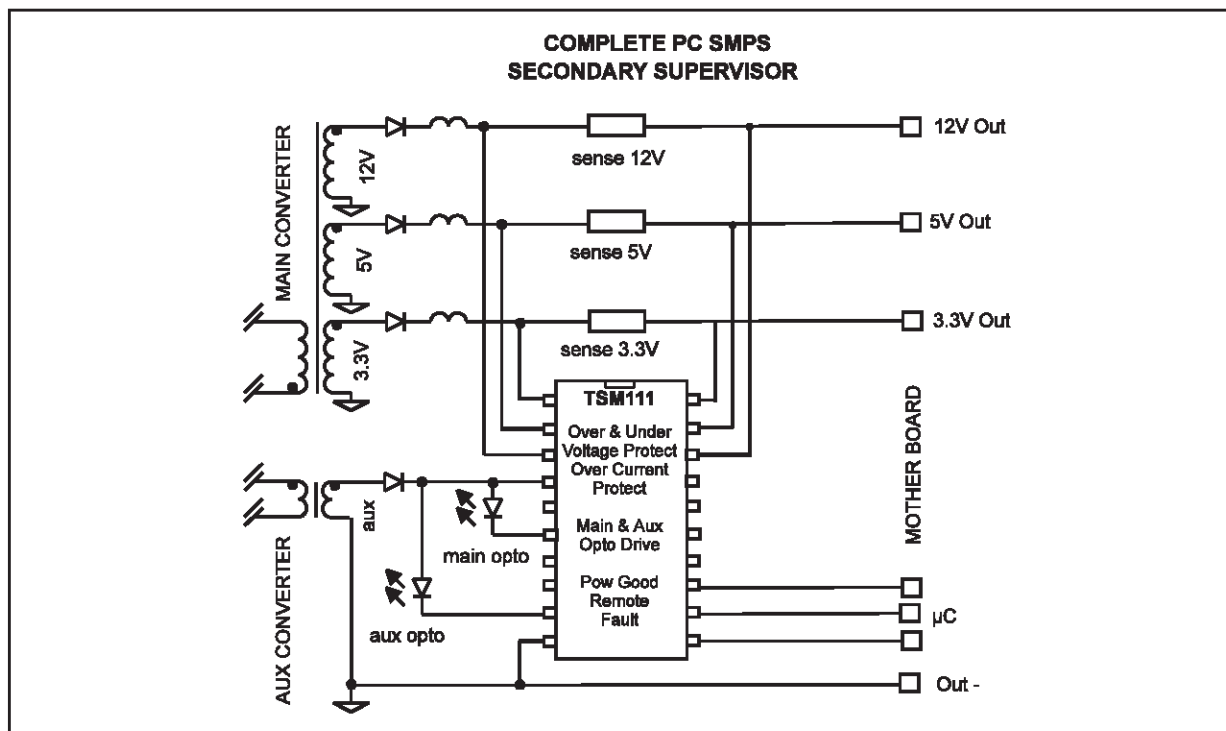 COMPLETE PC SMPS
SECONDARY SUPERVISOR
MAIN CONVERTER
12V
sense 12V
12V Out
5V
sense 5V
5V Out
3.3V
sense 3.3V
3.3V Out
TSM111
Over & Under
Voltage Protect
Over Current
Protect
Main & Aux
Opto Drive
Pow Good
Remote
Fault
MOTHER BOARD
AUX CONVERTER
aux
main opto
aux opto
µC
Out -